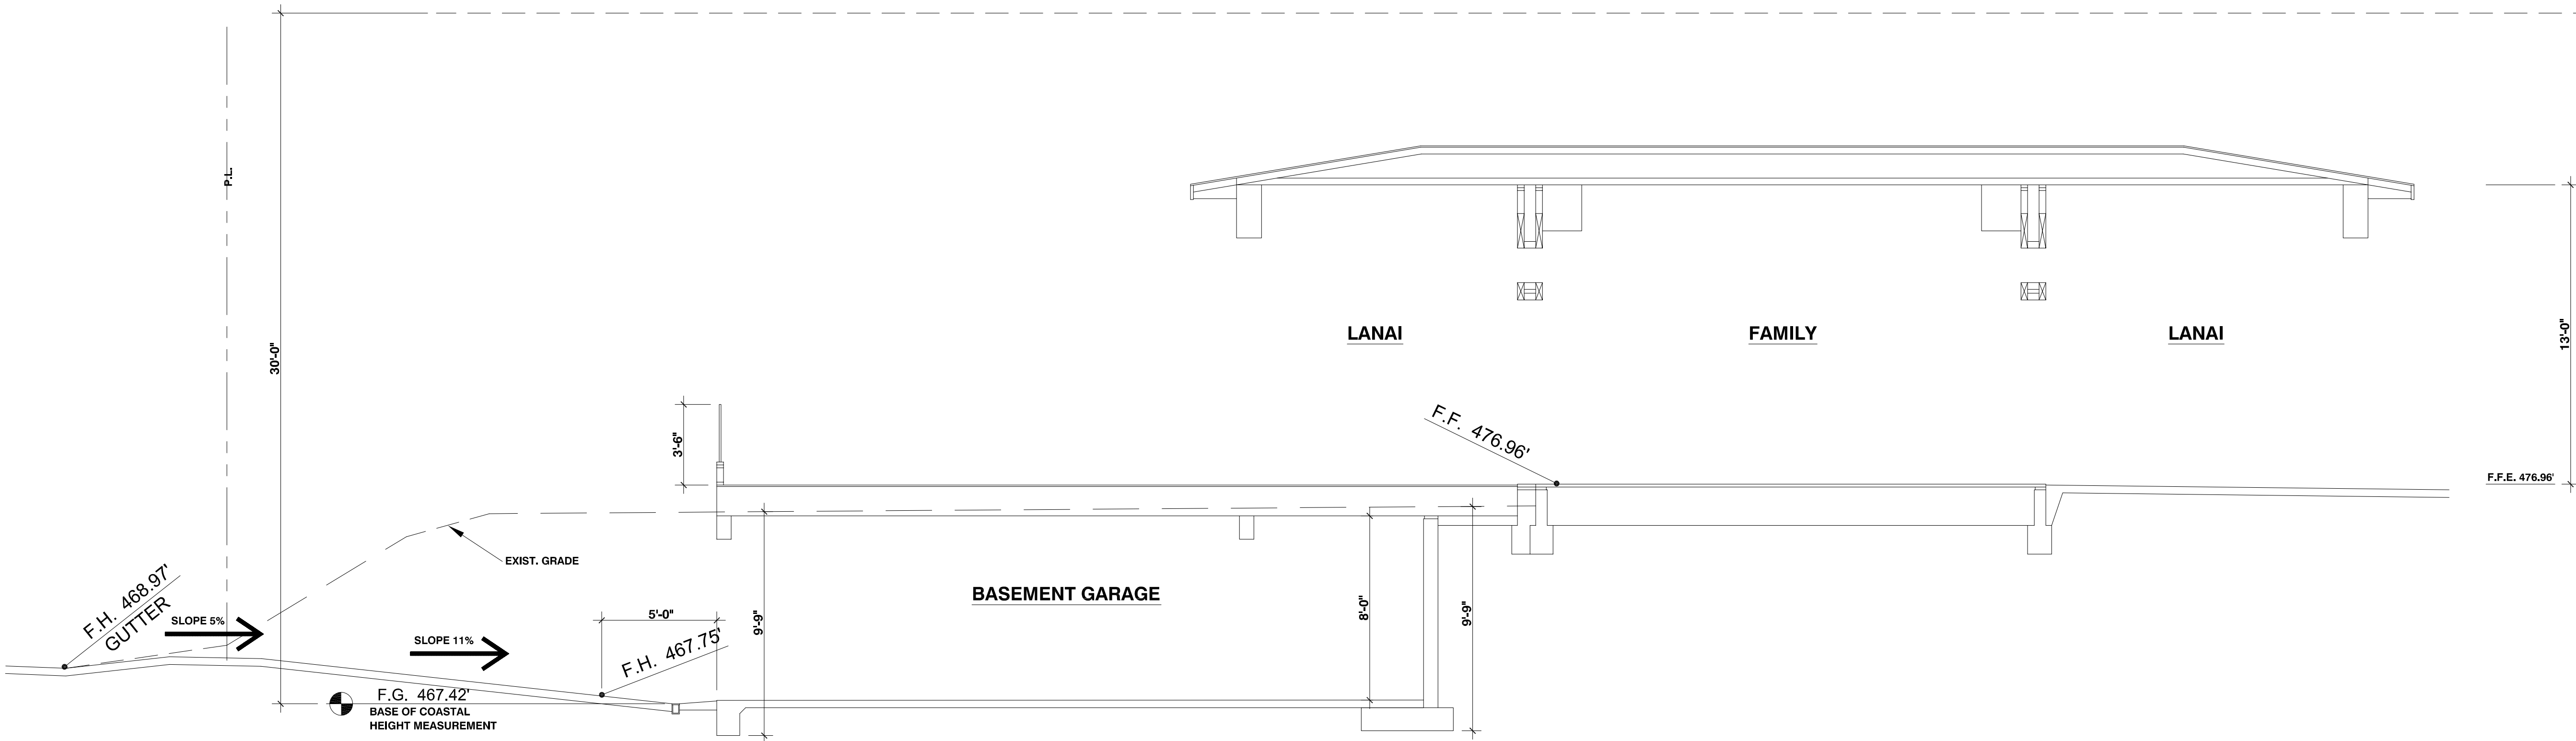 P.L.
30'-0"
LANAI
FAMILY
LANAI
13'-0"
3'-6"
F.F. 476.96'
F.F.E. 476.96'
EXIST. GRADE
BASEMENT GARAGE
F.H. 468.97'
GUTTER
SLOPE 5%
SLOPE 11%
5'-0"
9'-9"
8'-0"
9'-9"
F.H. 467.75'
F.G. 467.42'
BASE OF COASTAL
HEIGHT MEASUREMENT